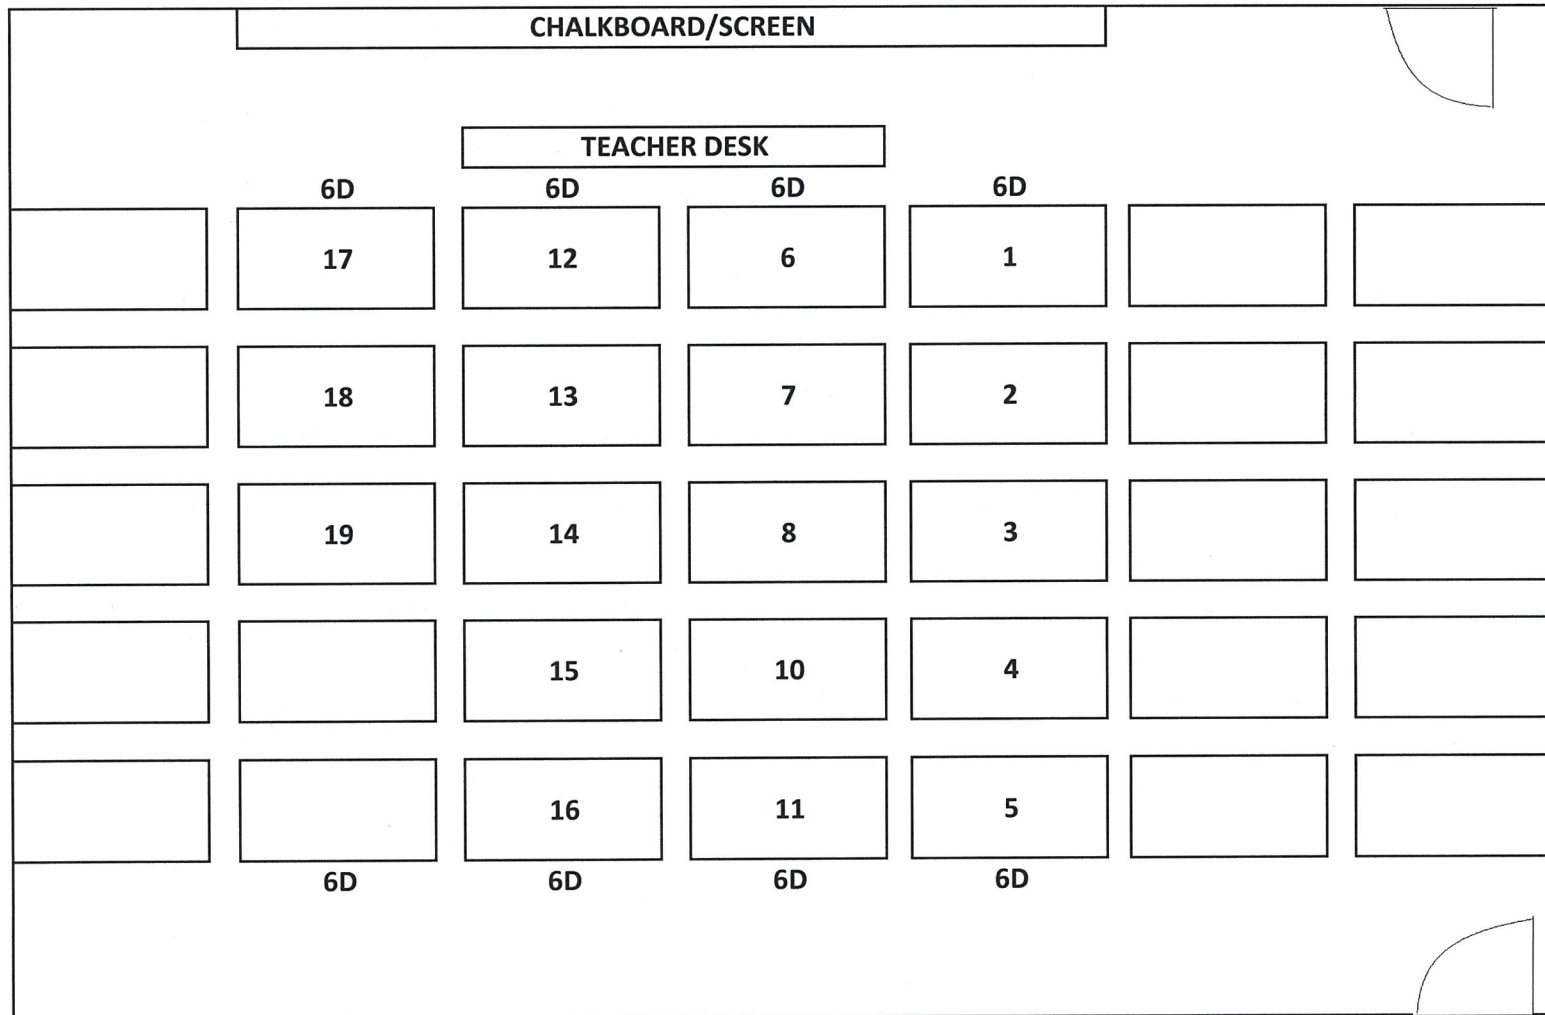 CHALKBOARD/SCREEN
TEACHER DESK
6D 6D 6D 6D
17 12 6 1
18 13 7 2
19 14 8 3
15 10 4
16 11 5
6D 6D 6D 6D